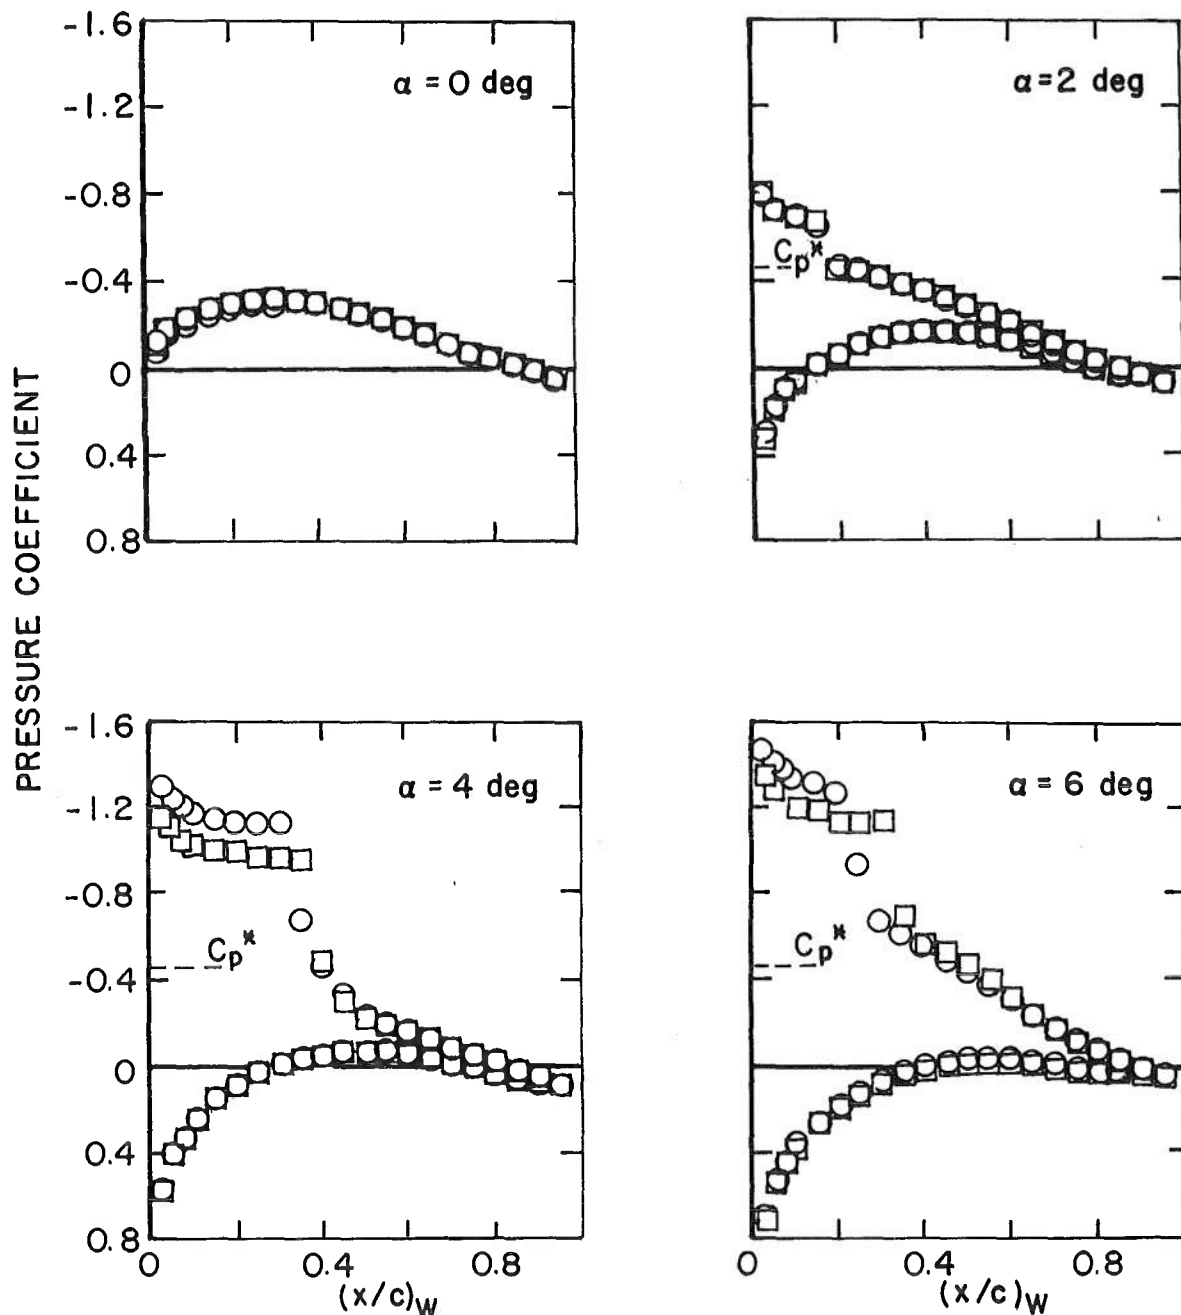 PRESSURE COEFFICIENT
-1.6
-1.2
-0.8
-0.4
0
0.4
0.8
α = 0 deg
α = 2 deg
Cp*
-1.6
-1.2
-0.8
-0.4
0
0.4
0.8
α = 4 deg
Cp*
0
0.4
0.8
(x/c)W
α = 6 deg
Cp*
0
0.4
0.8
(x/c)W